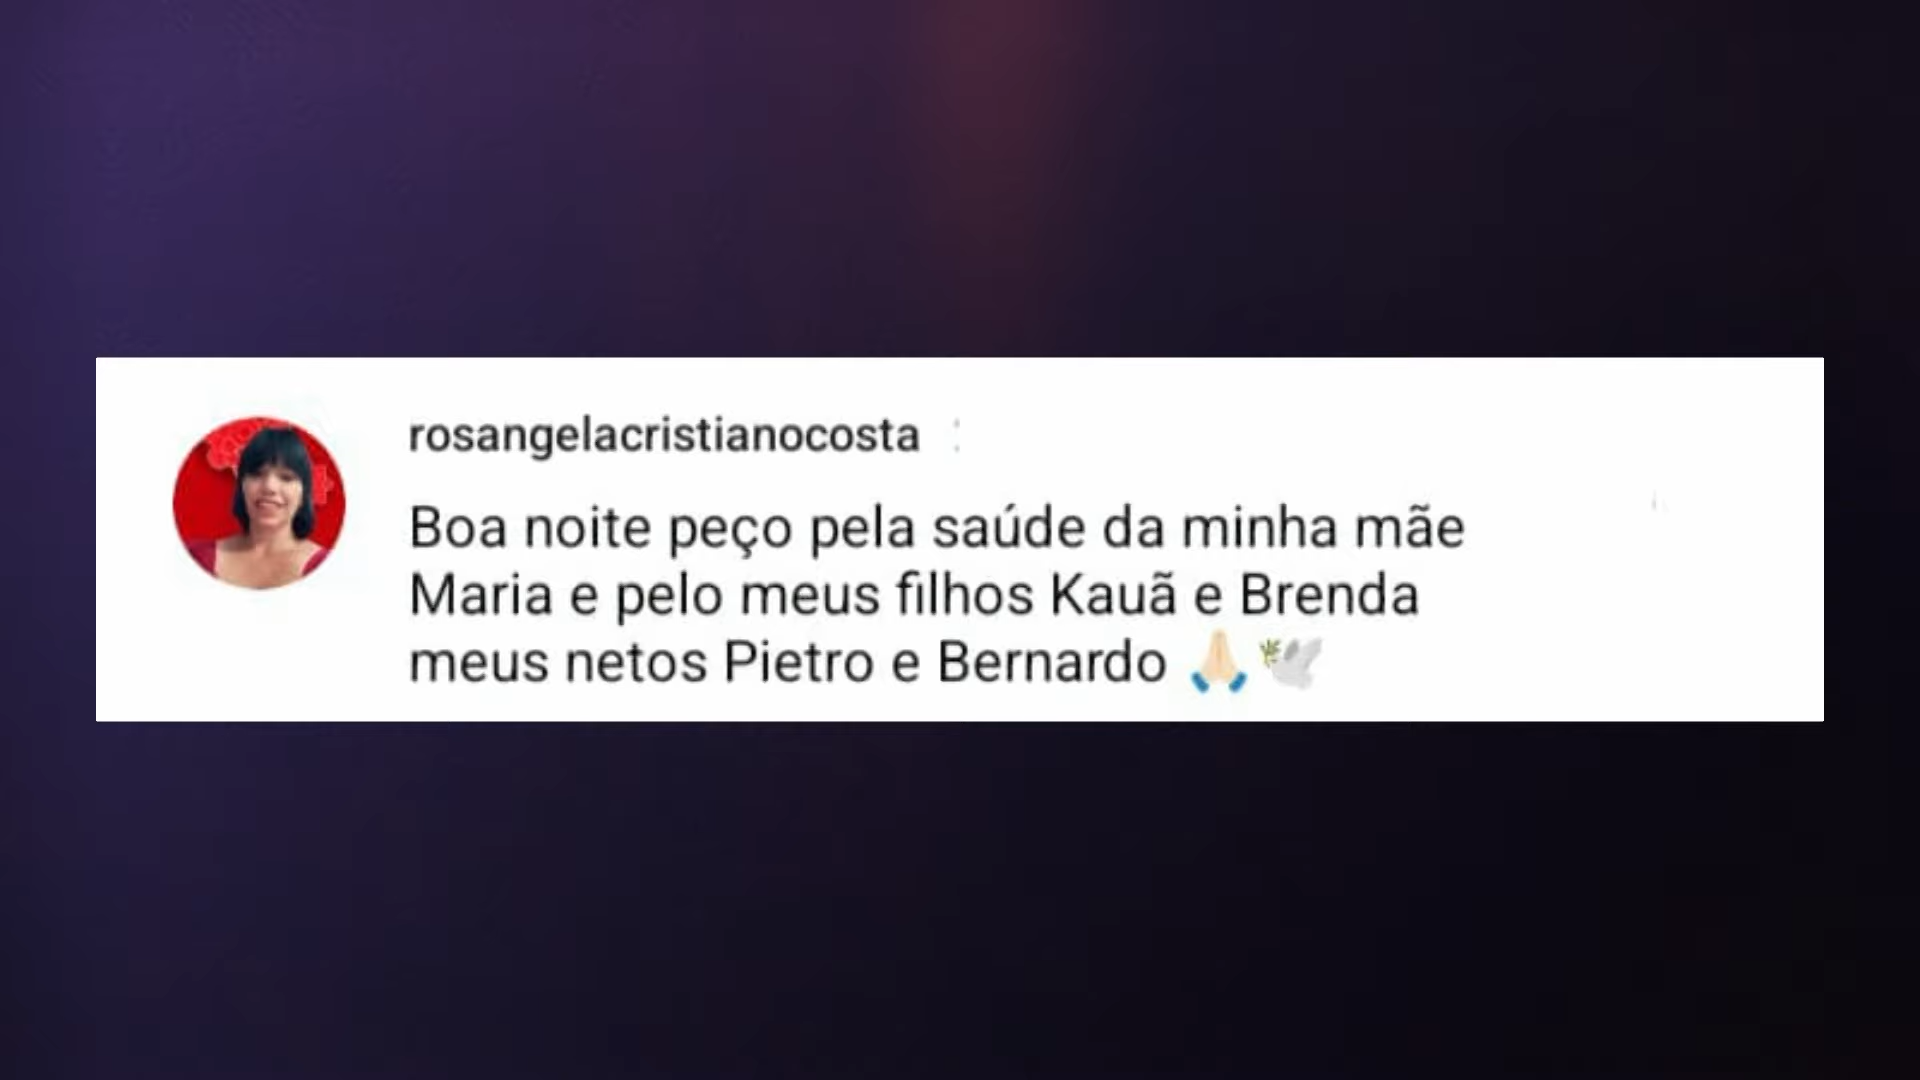 rosangelacristianocosta
Boa noite peço pela saúde da minha mãe
Maria e pelo meus filhos Kauã e Brenda
meus netos Pietro e Bernardo 🙏🏻🕊️